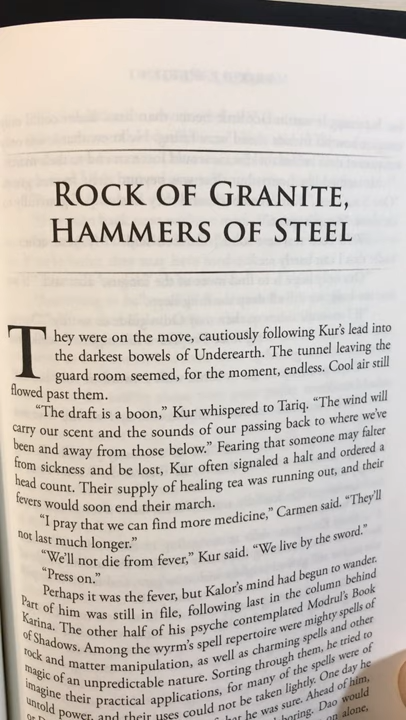 ROCK OF GRANITE,
HAMMERS OF STEEL
They were on the move, cautiously following Kur's lead into
the darkest bowels of Underearth. The tunnel leaving the
guard room seemed, for the moment, endless. Cool air still
flowed past them.
"The draft is a boon," Kur whispered to Tariq. "The wind will
carry our scent and the sounds of our passing back to where we've
been and away from those below." Fearing that someone may falter
from sickness and be lost, Kur often signaled a halt and ordered a
head count. Their supply of healing tea was running out, and their
fevers would soon end their march.
"I pray that we can find more medicine," Carmen said. "They'll
not last much longer."
"We'll not die from fever," Kur said. "We live by the sword."
"Press on."
Perhaps it was the fever, but Kalor's mind had begun to wander.
Part of him was still in file, following last in the column behind
Karina. The other half of his psyche contemplated Modrul's Book
of Shadows. Among the wyrm's spell repertoire were mighty spells of
rock and matter manipulation, as well as charming spells and other
magic of an unpredictable nature. Sorting through them, he tried to
imagine their practical applications, for many of the spells were of
untold power, and their uses could not be taken lightly. One day he
he was sure. Ahead of him,
Dao would
alone,